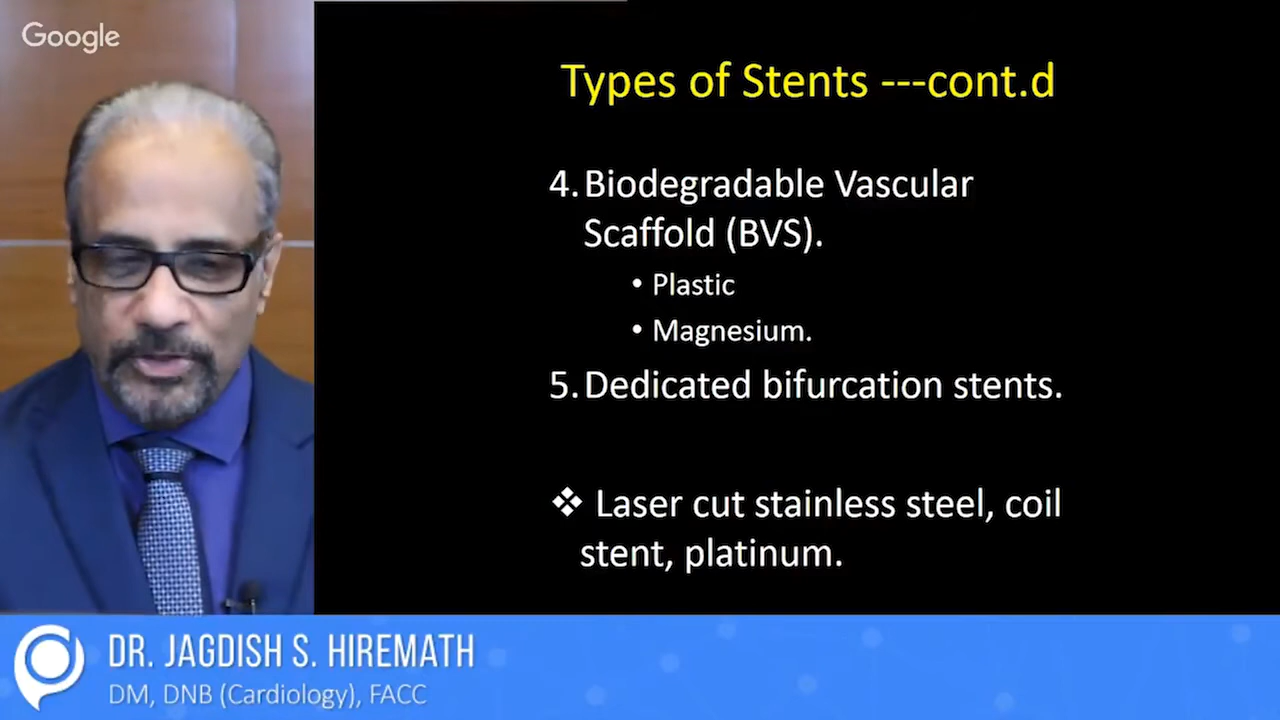 Google
Types of Stents ---cont.d
4. Biodegradable Vascular
Scaffold (BVS).
• Plastic
• Magnesium.
5. Dedicated bifurcation stents.
❖ Laser cut stainless steel, coil
stent, platinum.
DR. JAGDISH S. HIREMATH
DM, DNB (Cardiology), FACC